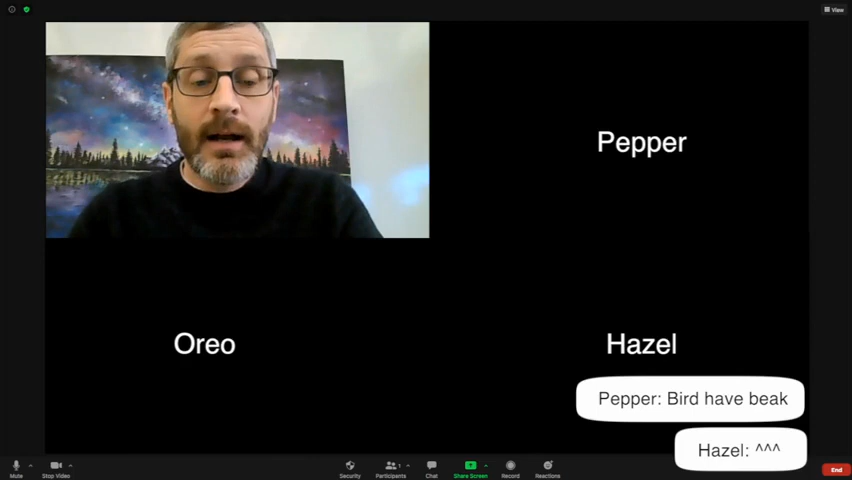 View
Pepper
Oreo
Hazel
Pepper: Bird have beak
Hazel: ^^^
Mute
Stop Video
Security
Participants
1
Chat
Share Screen
Record
Reactions
End